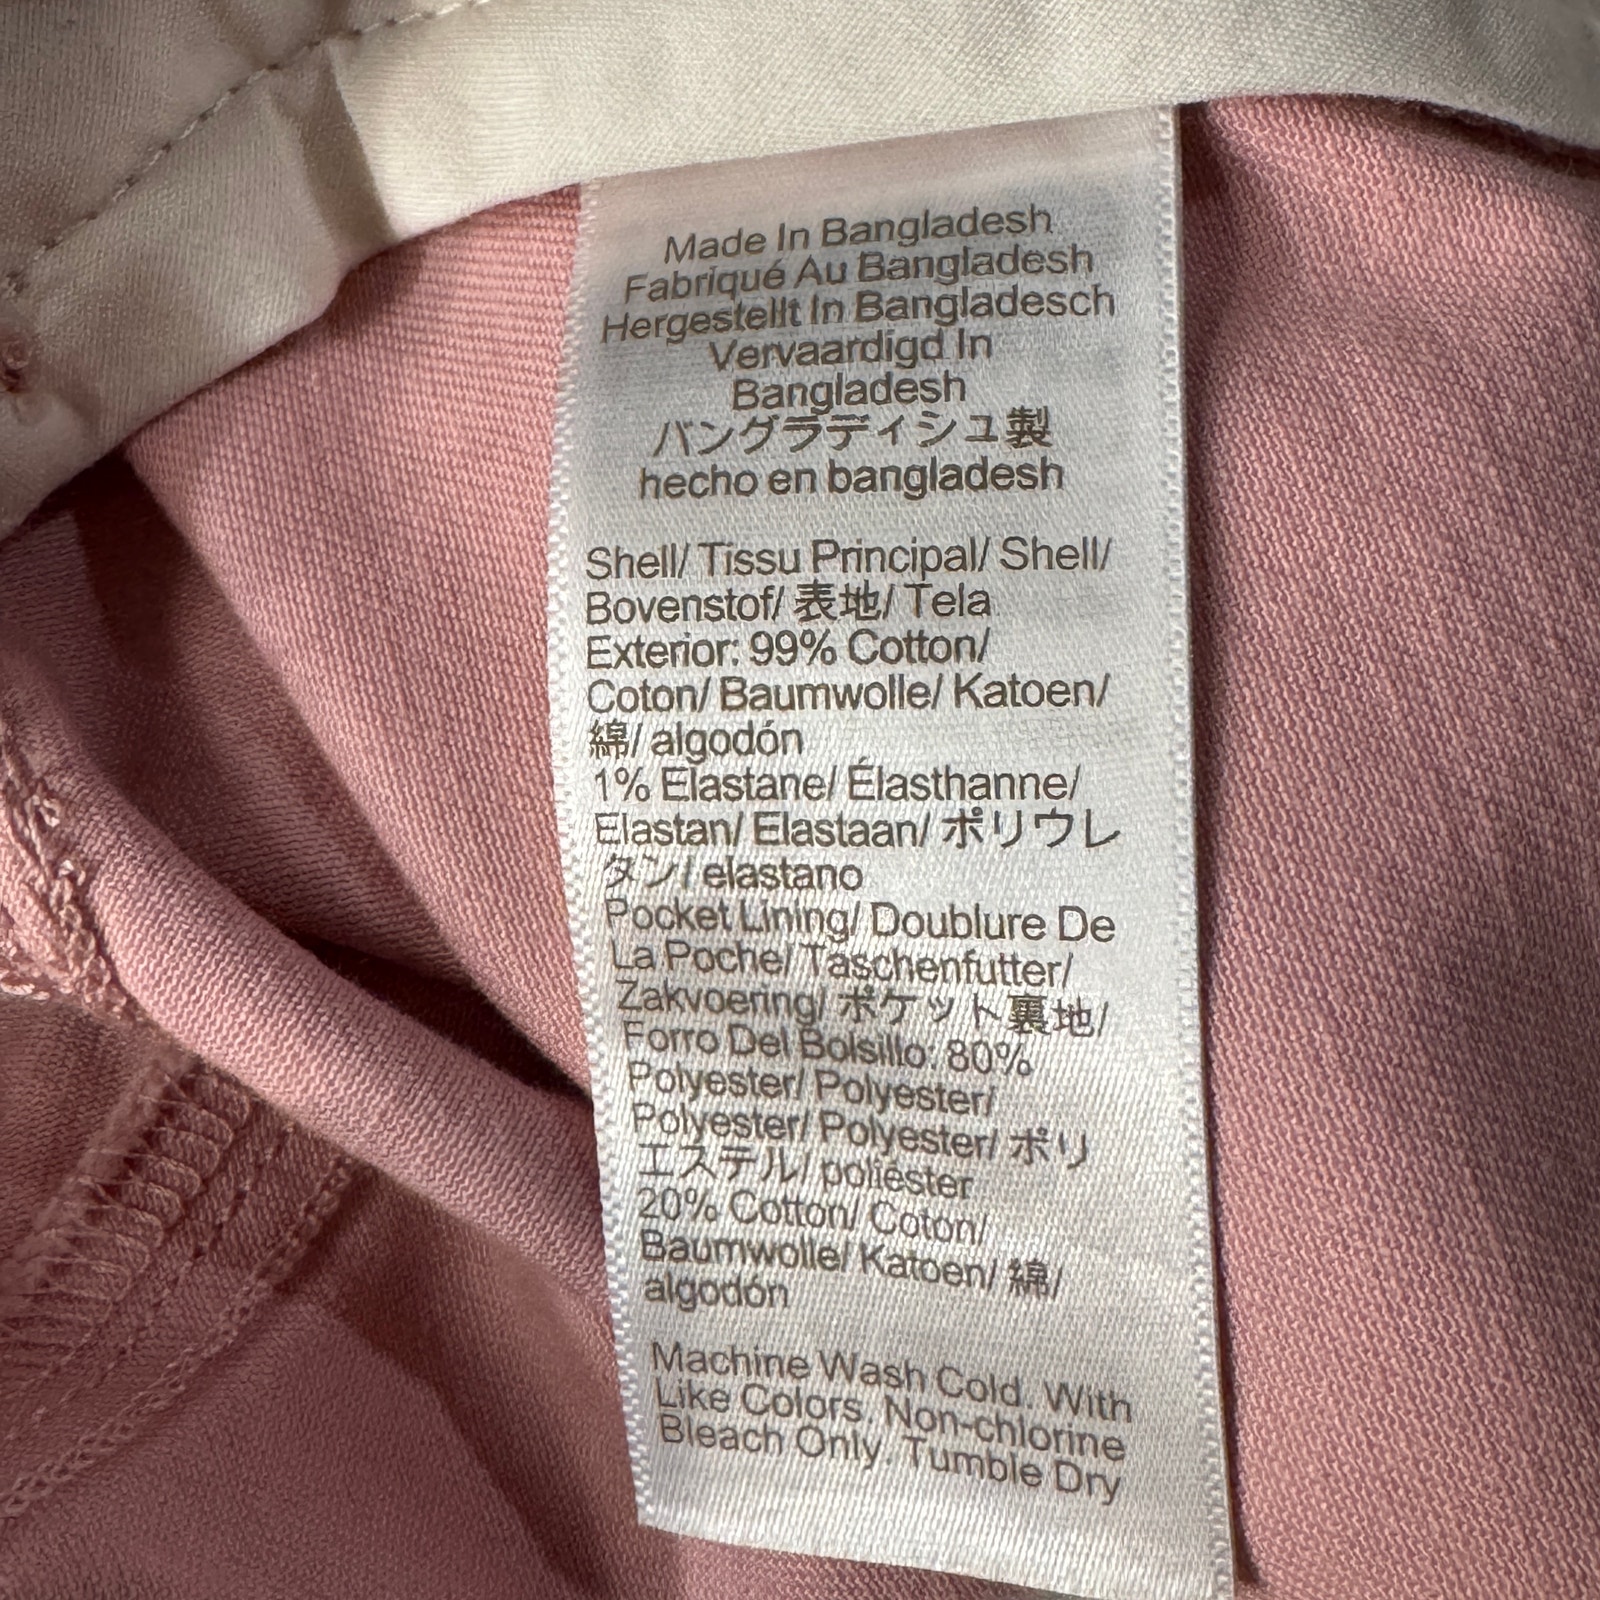 Made In Bangladesh
Fabriqué Au Bangladesh
Hergestellt In Bangladesch
Vervaardigd In
Bangladesh
バングラディシュ製
hecho en bangladesh
Shell/ Tissu Principal/ Shell/
Bovenstof/ 表地/ Tela
Exterior: 99% Cotton/
Coton/ Baumwolle/ Katoen/
綿/ algodón
1% Elastane/ Élasthanne/
Elastan/ Elastaan/ ポリウレ
タン/ elastano
Pocket Lining/ Doublure De
La Poche/ Taschenfutter/
Zakvoering/ ポケット裏地/
Forro Del Bolsillo: 80%
Polyester/ Polyester/
Polyester/ Polyester/ ポリ
エステル/ poliéster
20% Cotton/ Coton/
Baumwolle/ Katoen/ 綿/
algodón
Machine Wash Cold. With
Like Colors. Non-chlorine
Bleach Only. Tumble Dry